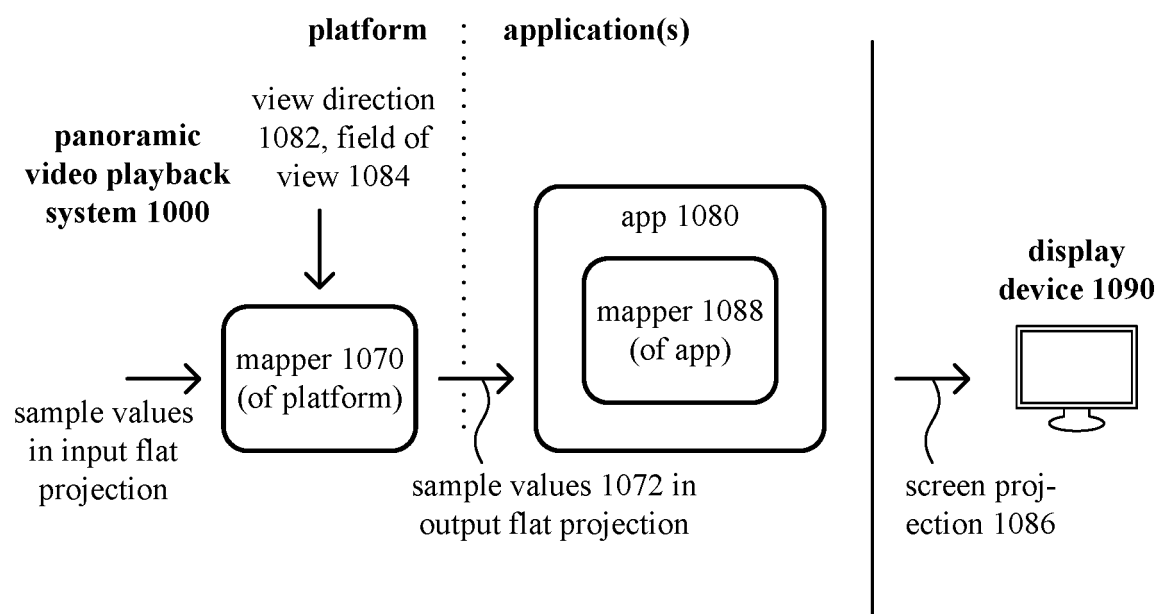 platform
application(s)
view direction
1082, field of
view 1084
panoramic
video playback
system 1000
app 1080
mapper 1088
(of app)
display
device 1090
mapper 1070
(of platform)
sample values
in input flat
projection
sample values 1072 in
output flat projection
screen proj-
ection 1086